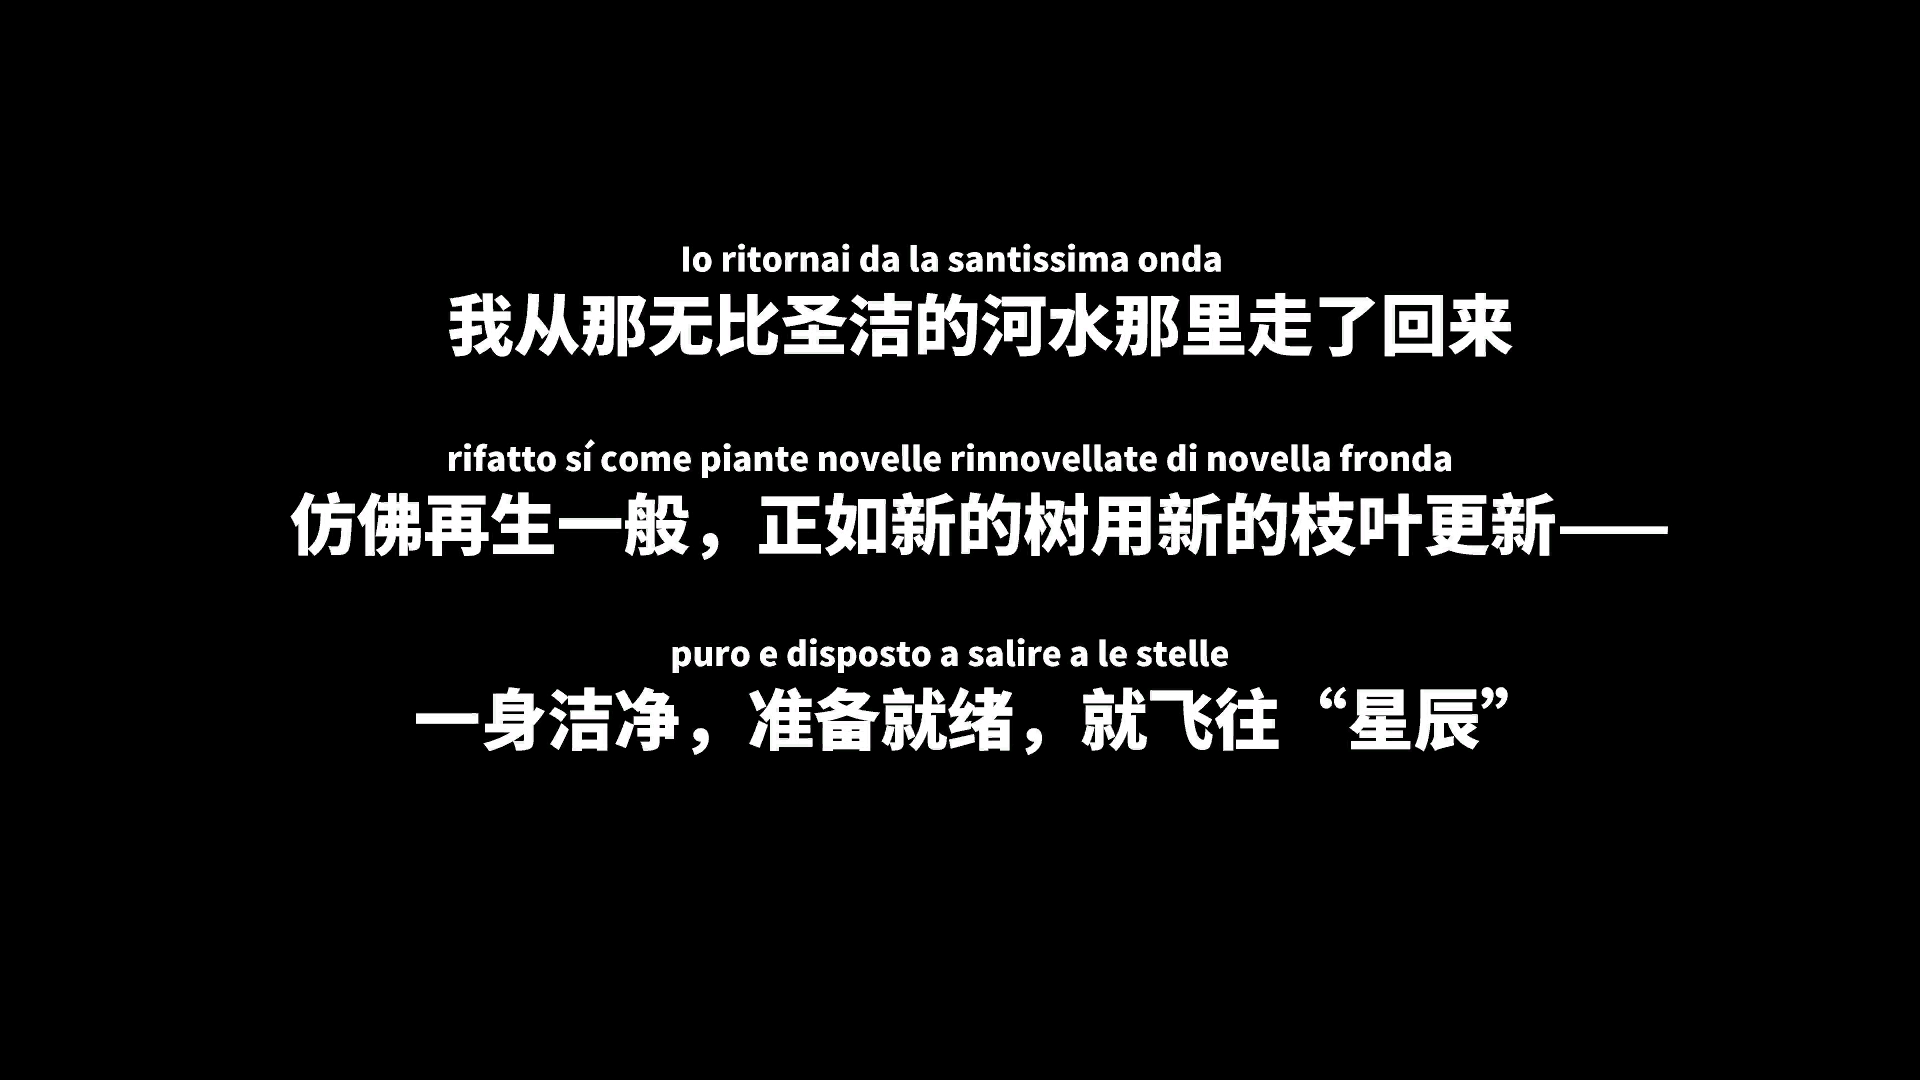 Io ritornai da la santissima onda
我从那无比圣洁的河水那里走了回来
rifatto sí come piante novelle rinnovellate di novella fronda
仿佛再生一般，正如新的树用新的枝叶更新——
puro e disposto a salire a le stelle
一身洁净，准备就绪，就飞往“星辰”